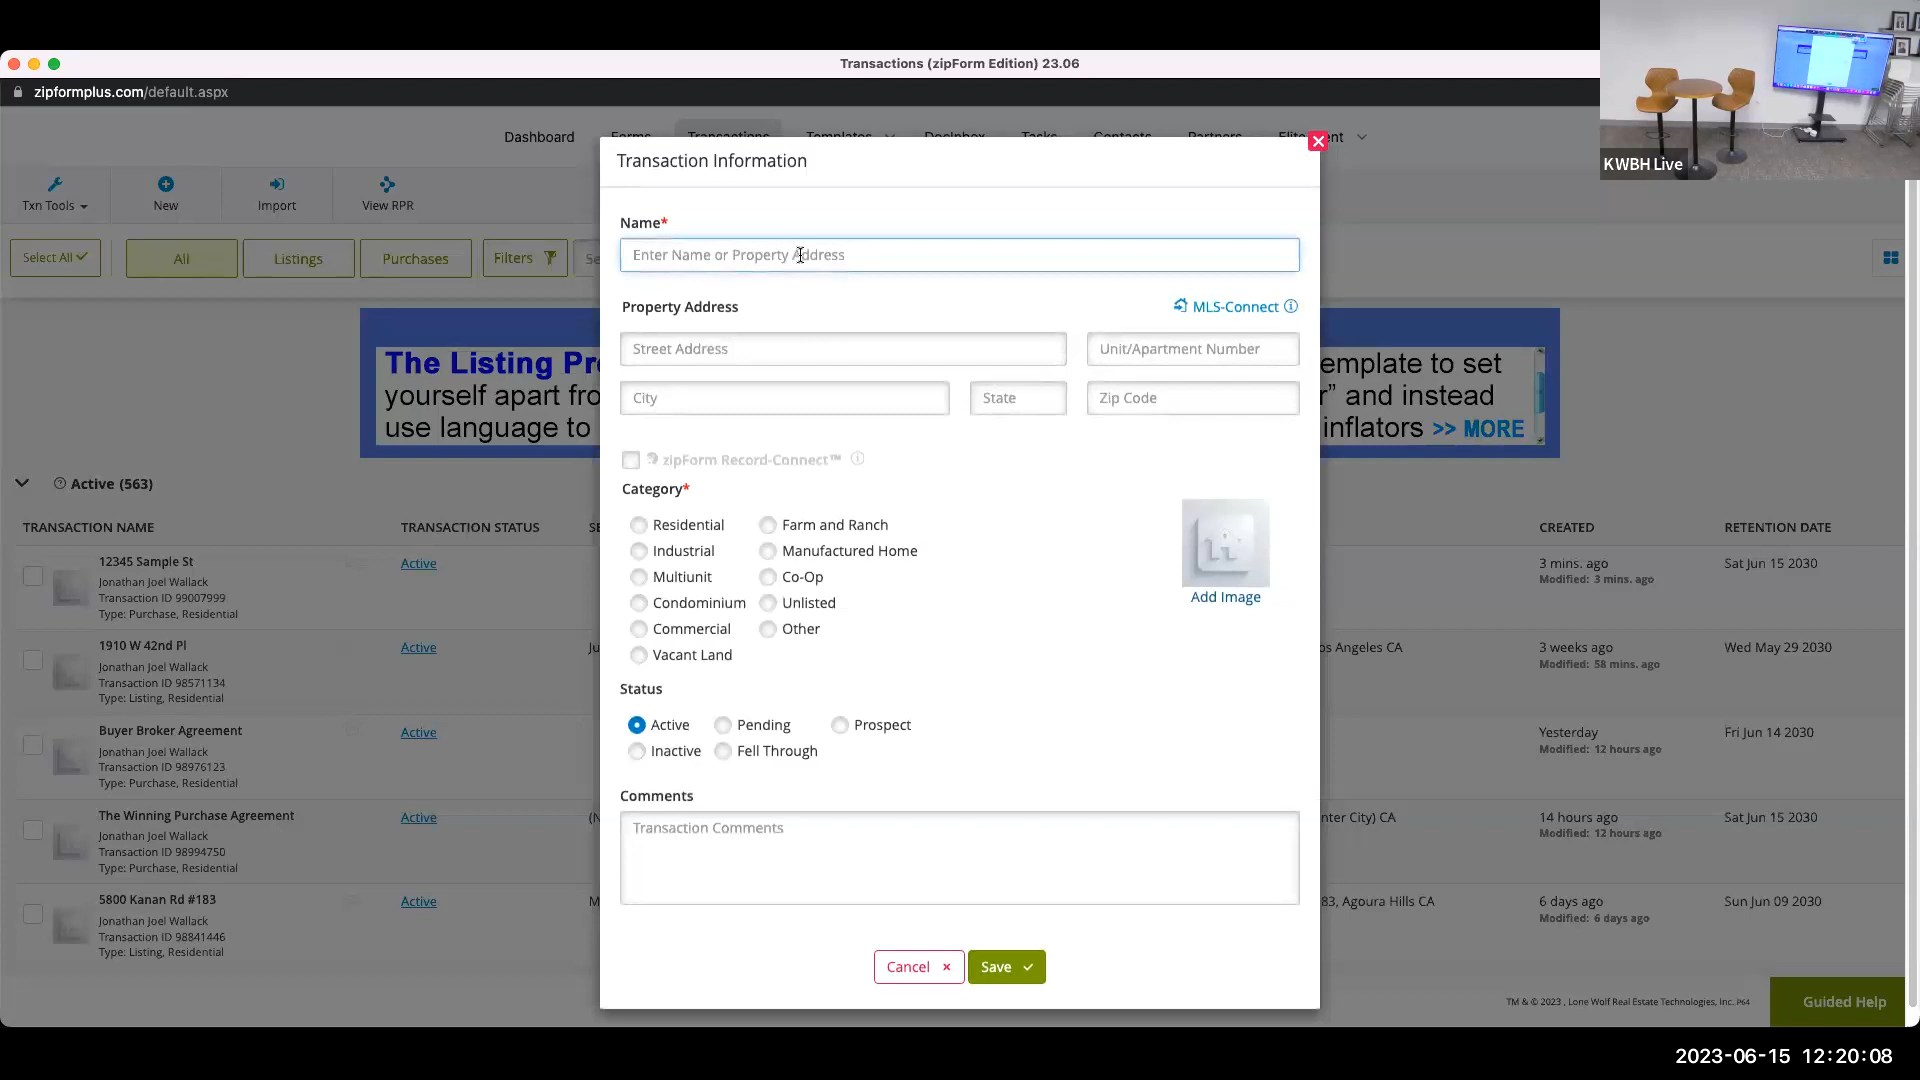 Transactions (zipForm Edition) 23.06
zipformplus.com/default.aspx
KWBH Live
Dashboard
Forms
Transactions
Templates
Docbox
Tasks
Contacts
Partners
Txn Tools
New
Import
View RPR
Select All
All
Listings
Purchases
Filters
Transaction Information
Name*
Enter Name or Property Address
Property Address
MLS-Connect
Street Address
Unit/Apartment Number
City
State
Zip Code
zipForm Record-Connect™
Category*
Residential
Farm and Ranch
Industrial
Manufactured Home
Multiunit
Co-Op
Condominium
Unlisted
Commercial
Other
Vacant Land
Add Image
Status
Active
Pending
Prospect
Inactive
Fell Through
Comments
Transaction Comments
Cancel
Save
The Listing Pr
yourself apart fro
use language to
emplate to set
er” and instead
inflators >> MORE
Active (563)
TRANSACTION NAME
TRANSACTION STATUS
CREATED
RETENTION DATE
12345 Sample St
Jonathan Joel Wallack
Transaction ID 99007999
Type: Purchase, Residential
Active
3 mins. ago
Modified: 3 mins. ago
Sat Jun 15 2030
1910 W 42nd Pl
Jonathan Joel Wallack
Transaction ID 98571134
Type: Listing, Residential
Active
os Angeles CA
3 weeks ago
Modified: 58 mins. ago
Wed May 29 2030
Buyer Broker Agreement
Jonathan Joel Wallack
Transaction ID 98976123
Type: Purchase, Residential
Active
Yesterday
Modified: 12 hours ago
Fri Jun 14 2030
The Winning Purchase Agreement
Jonathan Joel Wallack
Transaction ID 98994750
Type: Purchase, Residential
Active
nter City) CA
14 hours ago
Modified: 12 hours ago
Sat Jun 15 2030
5800 Kanan Rd #183
Jonathan Joel Wallack
Transaction ID 98841446
Type: Listing, Residential
Active
83, Agoura Hills CA
6 days ago
Modified: 6 days ago
Sun Jun 09 2030
TM & © 2023 , Lone Wolf Real Estate Technologies, Inc. P64
Guided Help
2023-06-15 12:20:08